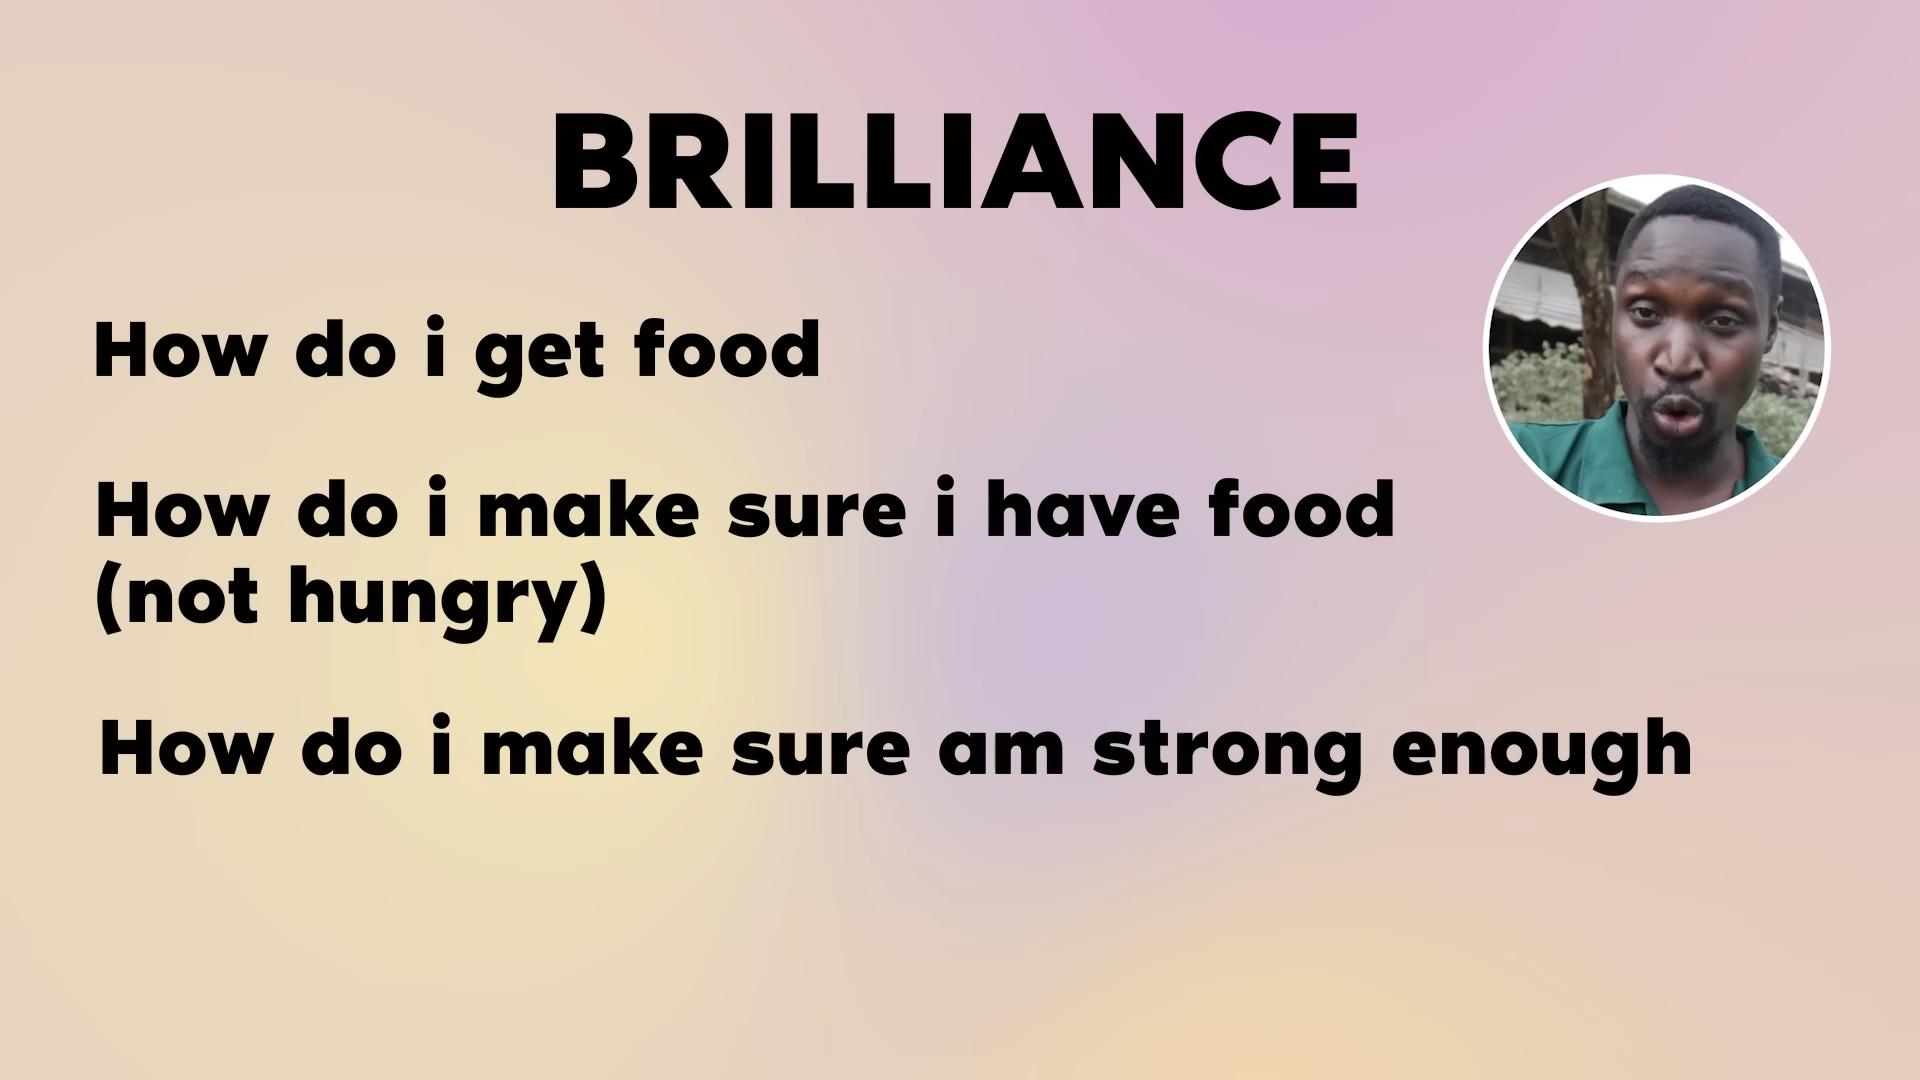 BRILLIANCE
How do i get food
How do i make sure i have food
(not hungry)
How do i make sure am strong enough